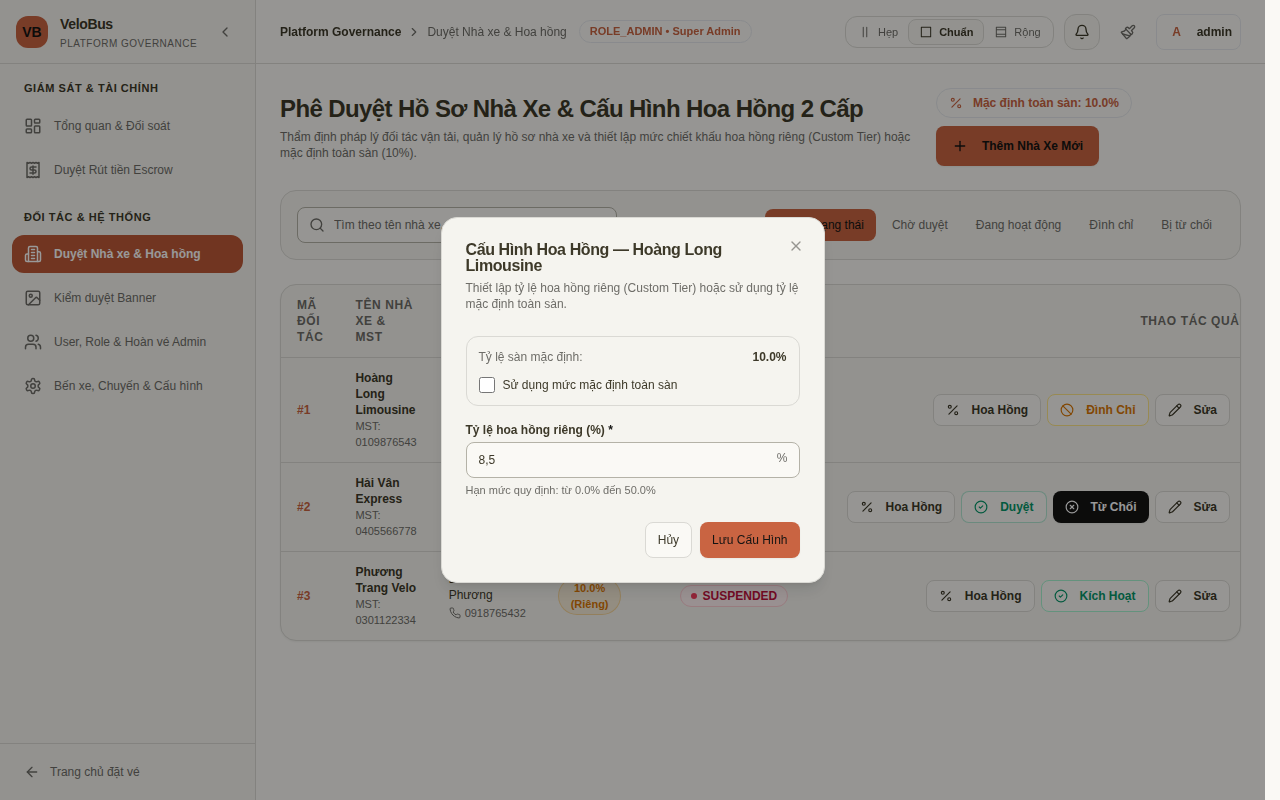 VB
VeloBus
PLATFORM GOVERNANCE
GIÁM SÁT & TÀI CHÍNH
Tổng quan & Đối soát
Duyệt Rút tiền Escrow
ĐỐI TÁC & HỆ THỐNG
Duyệt Nhà xe & Hoa hồng
Kiểm duyệt Banner
User, Role & Hoàn vé Admin
Bến xe, Chuyến & Cấu hình
Trang chủ đặt vé
Platform Governance > Duyệt Nhà xe & Hoa hồng
ROLE_ADMIN • Super Admin
Hẹp
Chuẩn
Rộng
A admin
Phê Duyệt Hồ Sơ Nhà Xe & Cấu Hình Hoa Hồng 2 Cấp
Thẩm định pháp lý đối tác vận tải, quản lý hồ sơ nhà xe và thiết lập mức chiết khấu hoa hồng riêng (Custom Tier) hoặc
mặc định toàn sàn (10%).
Mặc định toàn sàn: 10.0%
Thêm Nhà Xe Mới
Tìm theo tên nhà xe
thái
Chờ duyệt
Đang hoạt động
Đình chỉ
Bị từ chối
MÃ
ĐỐI
TÁC
TÊN NHÀ
XE &
MST
THAO TÁC QUẢ
#1
Hoàng
Long
Limousine
MST:
0109876543
Hoa Hồng
Đình Chỉ
Sửa
#2
Hải Vân
Express
MST:
0405566778
Hoa Hồng
Duyệt
Từ Chối
Sửa
#3
Phương
Trang Velo
MST:
0301122334
Phương
0918765432
10.0%
(Riêng)
SUSPENDED
Hoa Hồng
Kích Hoạt
Sửa
Cấu Hình Hoa Hồng — Hoàng Long
Limousine
Thiết lập tỷ lệ hoa hồng riêng (Custom Tier) hoặc sử dụng tỷ lệ
mặc định toàn sàn.
Tỷ lệ sàn mặc định:
10.0%
Sử dụng mức mặc định toàn sàn
Tỷ lệ hoa hồng riêng (%) *
8,5
%
Hạn mức quy định: từ 0.0% đến 50.0%
Hủy
Lưu Cấu Hình